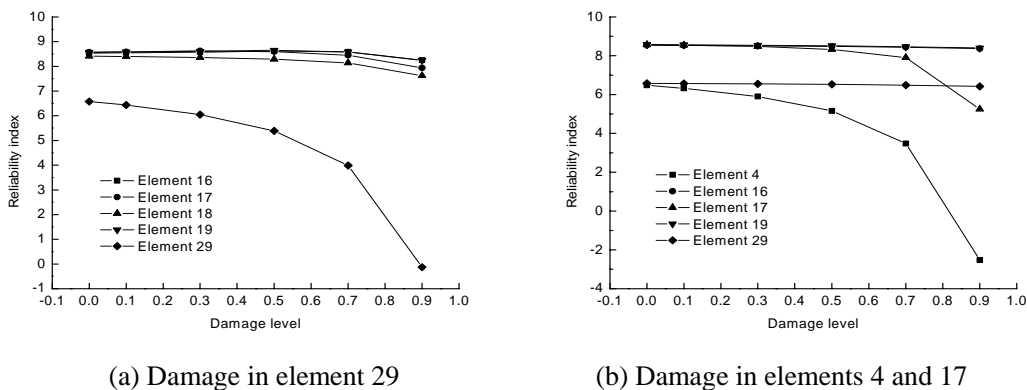 10
9
8
7
6
5
4
3
2
1
0
-1
Reliability index
Element 16
Element 17
Element 18
Element 19
Element 29
-0.1 0.0 0.1 0.2 0.3 0.4 0.5 0.6 0.7 0.8 0.9 1.0
Damage level
(a) Damage in element 29
10
8
6
4
2
0
-2
-4
Reliability index
Element 4
Element 16
Element 17
Element 19
Element 29
-0.1 0.0 0.1 0.2 0.3 0.4 0.5 0.6 0.7 0.8 0.9 1.0
Damage level
(b) Damage in elements 4 and 17